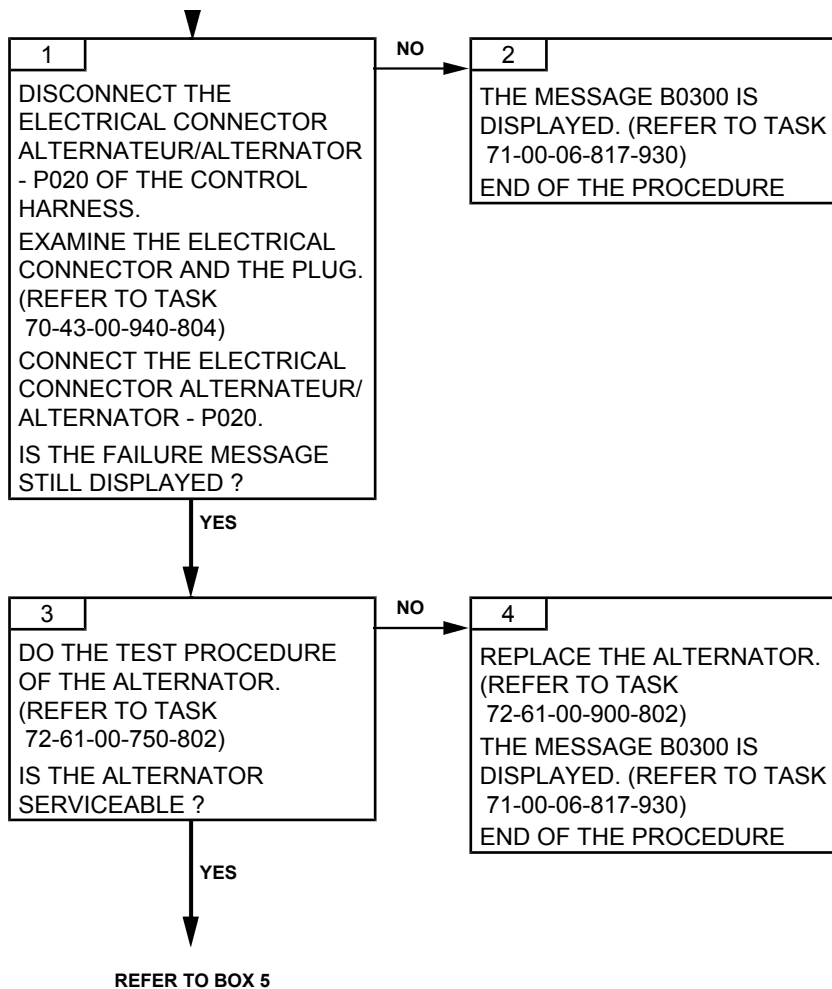 1
DISCONNECT THE
ELECTRICAL CONNECTOR
ALTERNATEUR/ALTERNATOR
- P020 OF THE CONTROL
HARNESS.
EXAMINE THE ELECTRICAL
CONNECTOR AND THE PLUG.
(REFER TO TASK
70-43-00-940-804)
CONNECT THE ELECTRICAL
CONNECTOR ALTERNATEUR/
ALTERNATOR - P020.
IS THE FAILURE MESSAGE
STILL DISPLAYED ?
NO
2
THE MESSAGE B0300 IS
DISPLAYED. (REFER TO TASK
71-00-06-817-930)
END OF THE PROCEDURE
YES
3
DO THE TEST PROCEDURE
OF THE ALTERNATOR.
(REFER TO TASK
72-61-00-750-802)
IS THE ALTERNATOR
SERVICEABLE ?
NO
4
REPLACE THE ALTERNATOR.
(REFER TO TASK
72-61-00-900-802)
THE MESSAGE B0300 IS
DISPLAYED. (REFER TO TASK
71-00-06-817-930)
END OF THE PROCEDURE
YES
REFER TO BOX 5